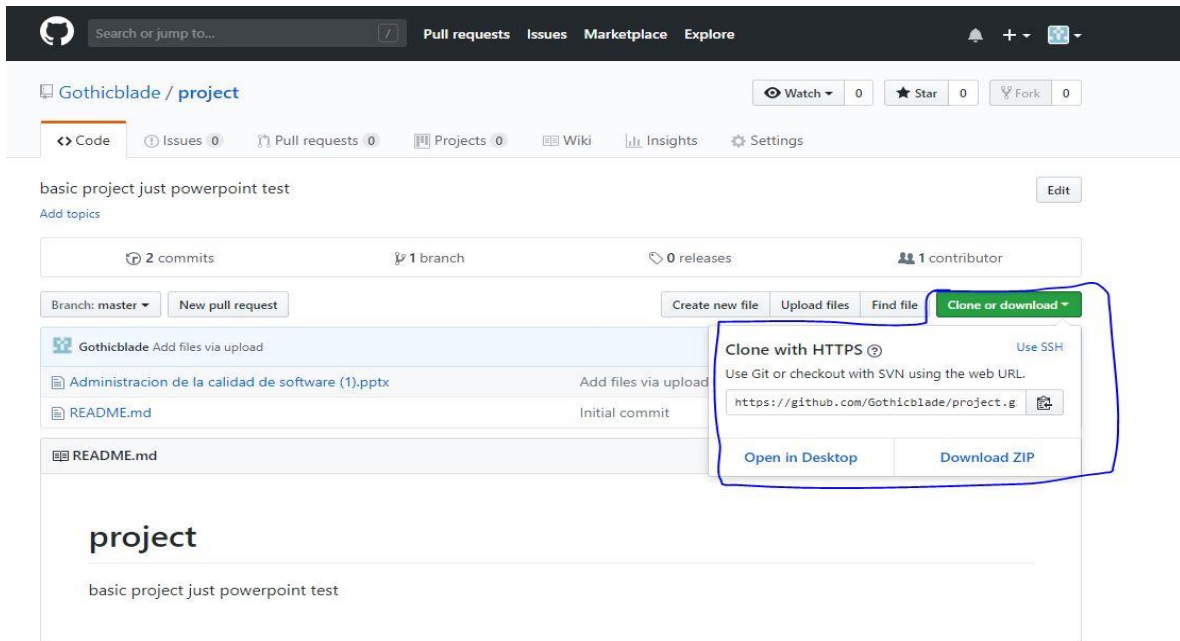 Search or jump to... / Pull requests Issues Marketplace Explore
Gothicblade / project
Watch 0 Star 0 Fork 0
Code Issues 0 Pull requests 0 Projects 0 Wiki Insights Settings
basic project just powerpoint test
Edit
Add topics
2 commits 1 branch 0 releases 1 contributor
Branch: master New pull request Create new file Upload files Find file Clone or download
Gothicblade Add files via upload
Administracion de la calidad de software (1).pptx Add files via upload
README.md Initial commit
Clone with HTTPS ? Use SSH
Use Git or checkout with SVN using the web URL.
https://github.com/Gothicblade/project.g
Open in Desktop Download ZIP
README.md
project
basic project just powerpoint test